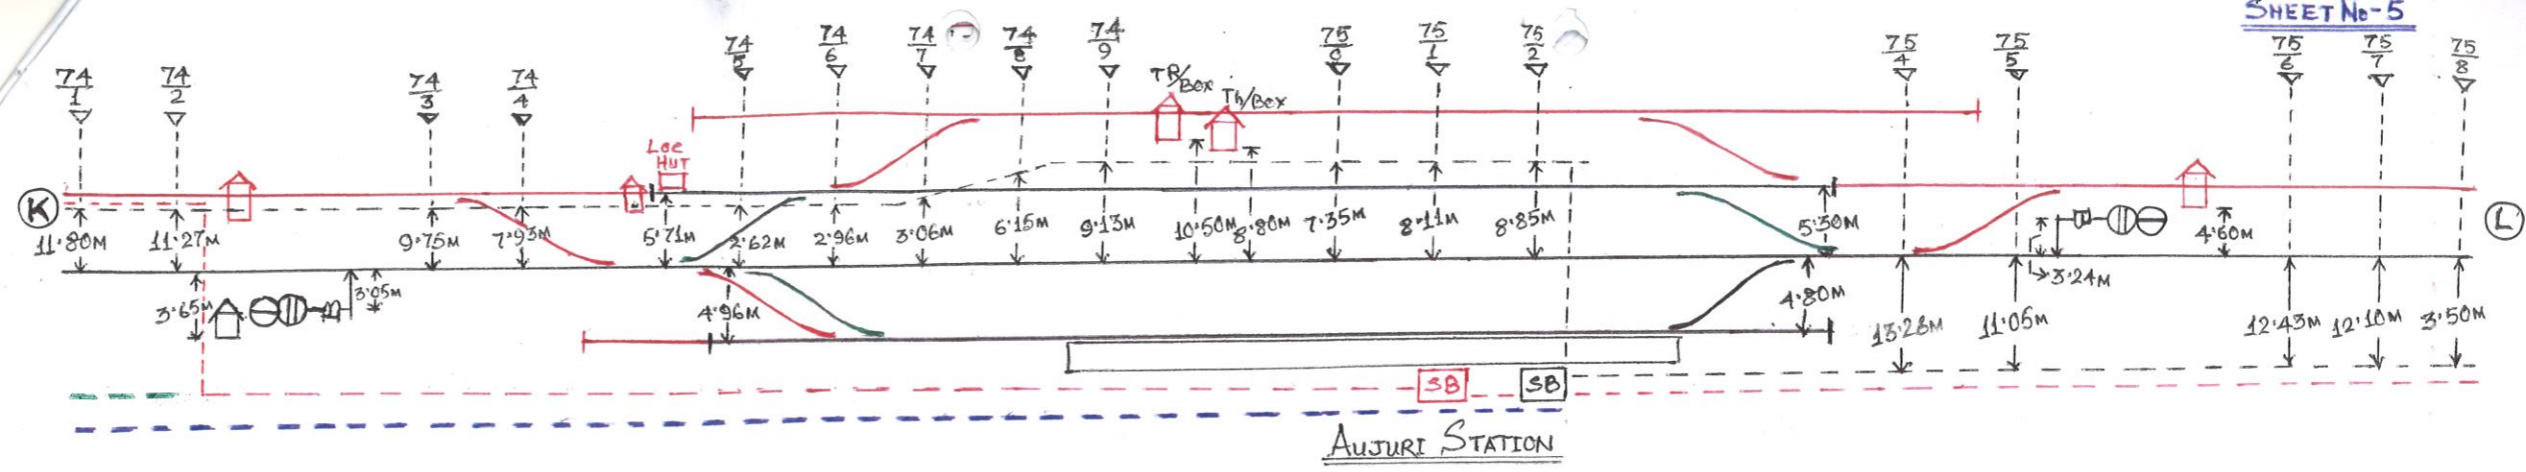 SHEET No-5
74/1 74/2 74/3 74/4 74/5 74/6 74/7 74/8 74/9 75/0 75/1 75/2 75/4 75/5 75/6 75/7 75/8
TR/Box
Th/Box
Loc
HUT
K
L
11·80M 11·27M 9·75M 7·93M 5·71M 2·62M 2·96M 3·06M 6·15M 9·13M 10·50M 8·80M 7·35M 8·11M 8·85M 5·30M 4·60M
3·24M
3·05M
3·65M
4·96M
4·80M
13·28M 11·05M 12·43M 12·10M 3·50M
SB
SB
AUJURI STATION